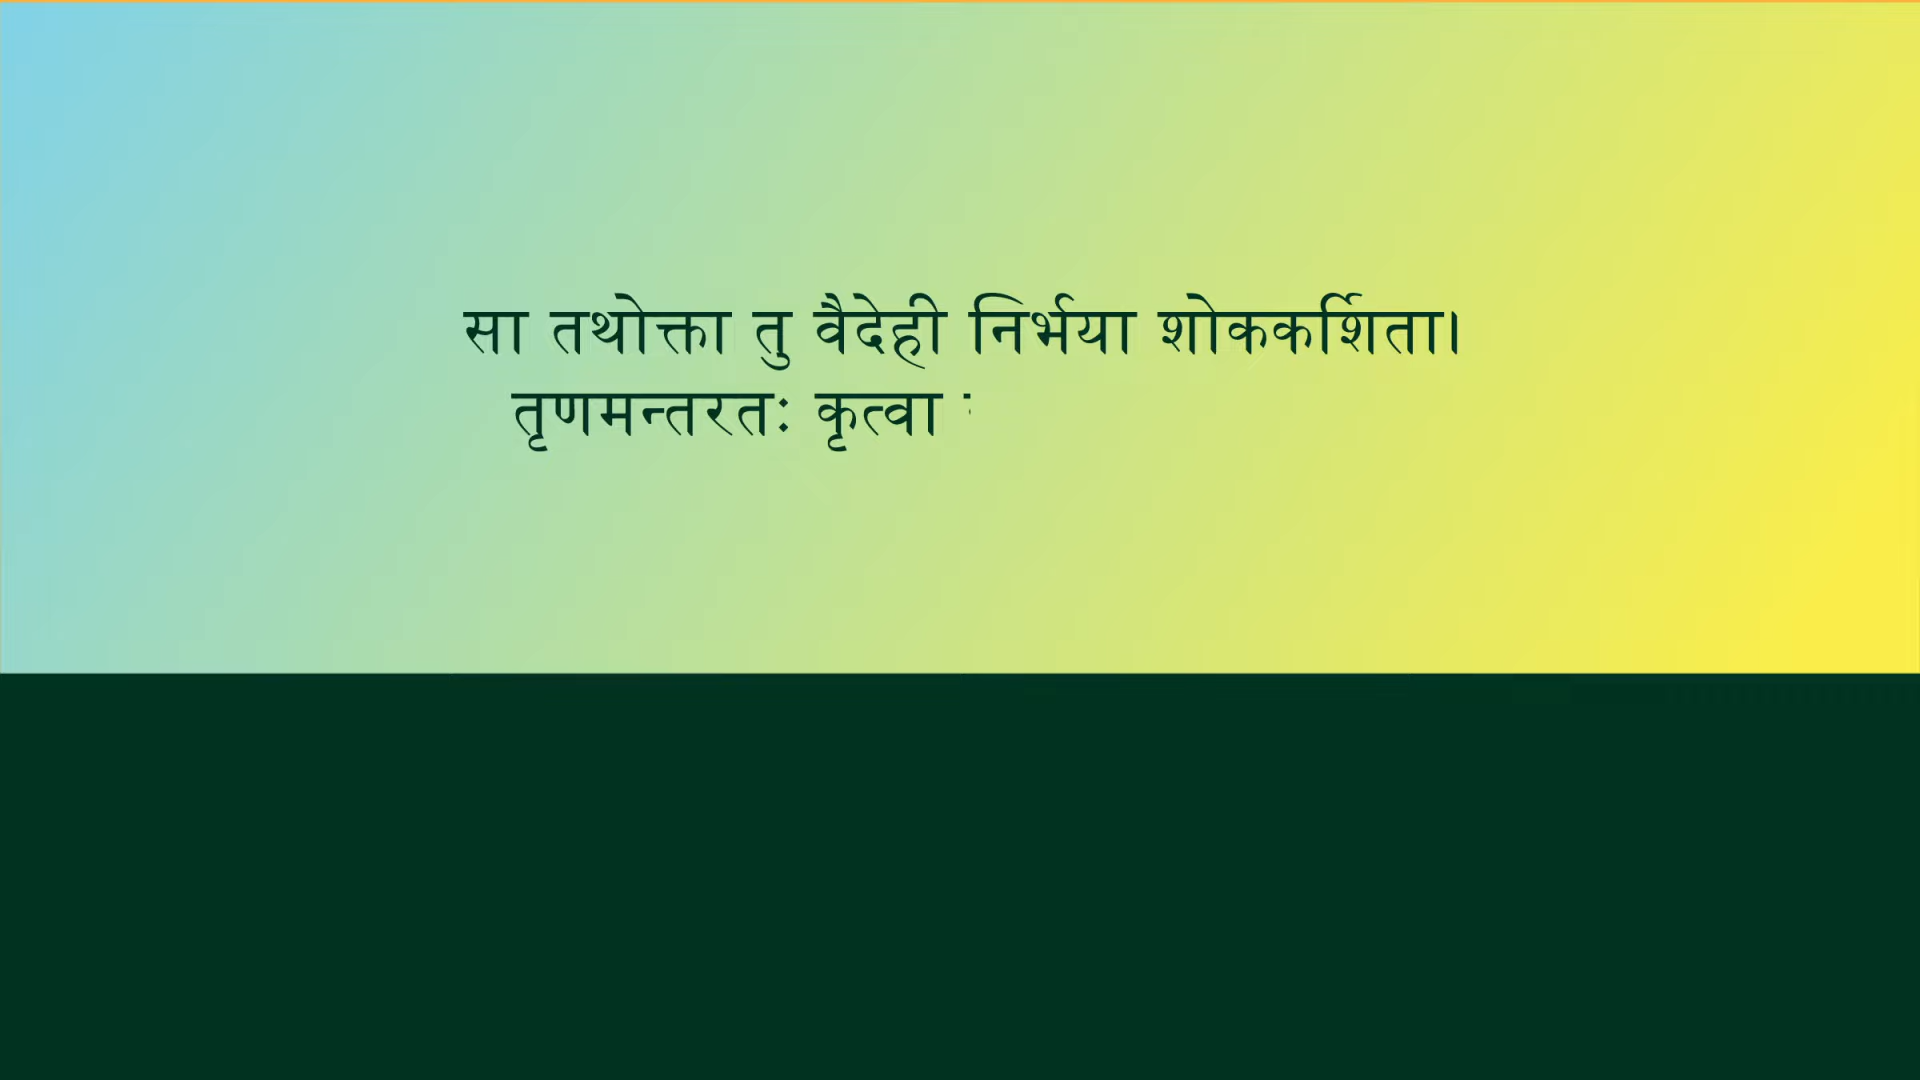 सा तथोक्ता तु वैदेही निर्भया शोककर्शिता।
तृणमन्तरतः कृत्वा